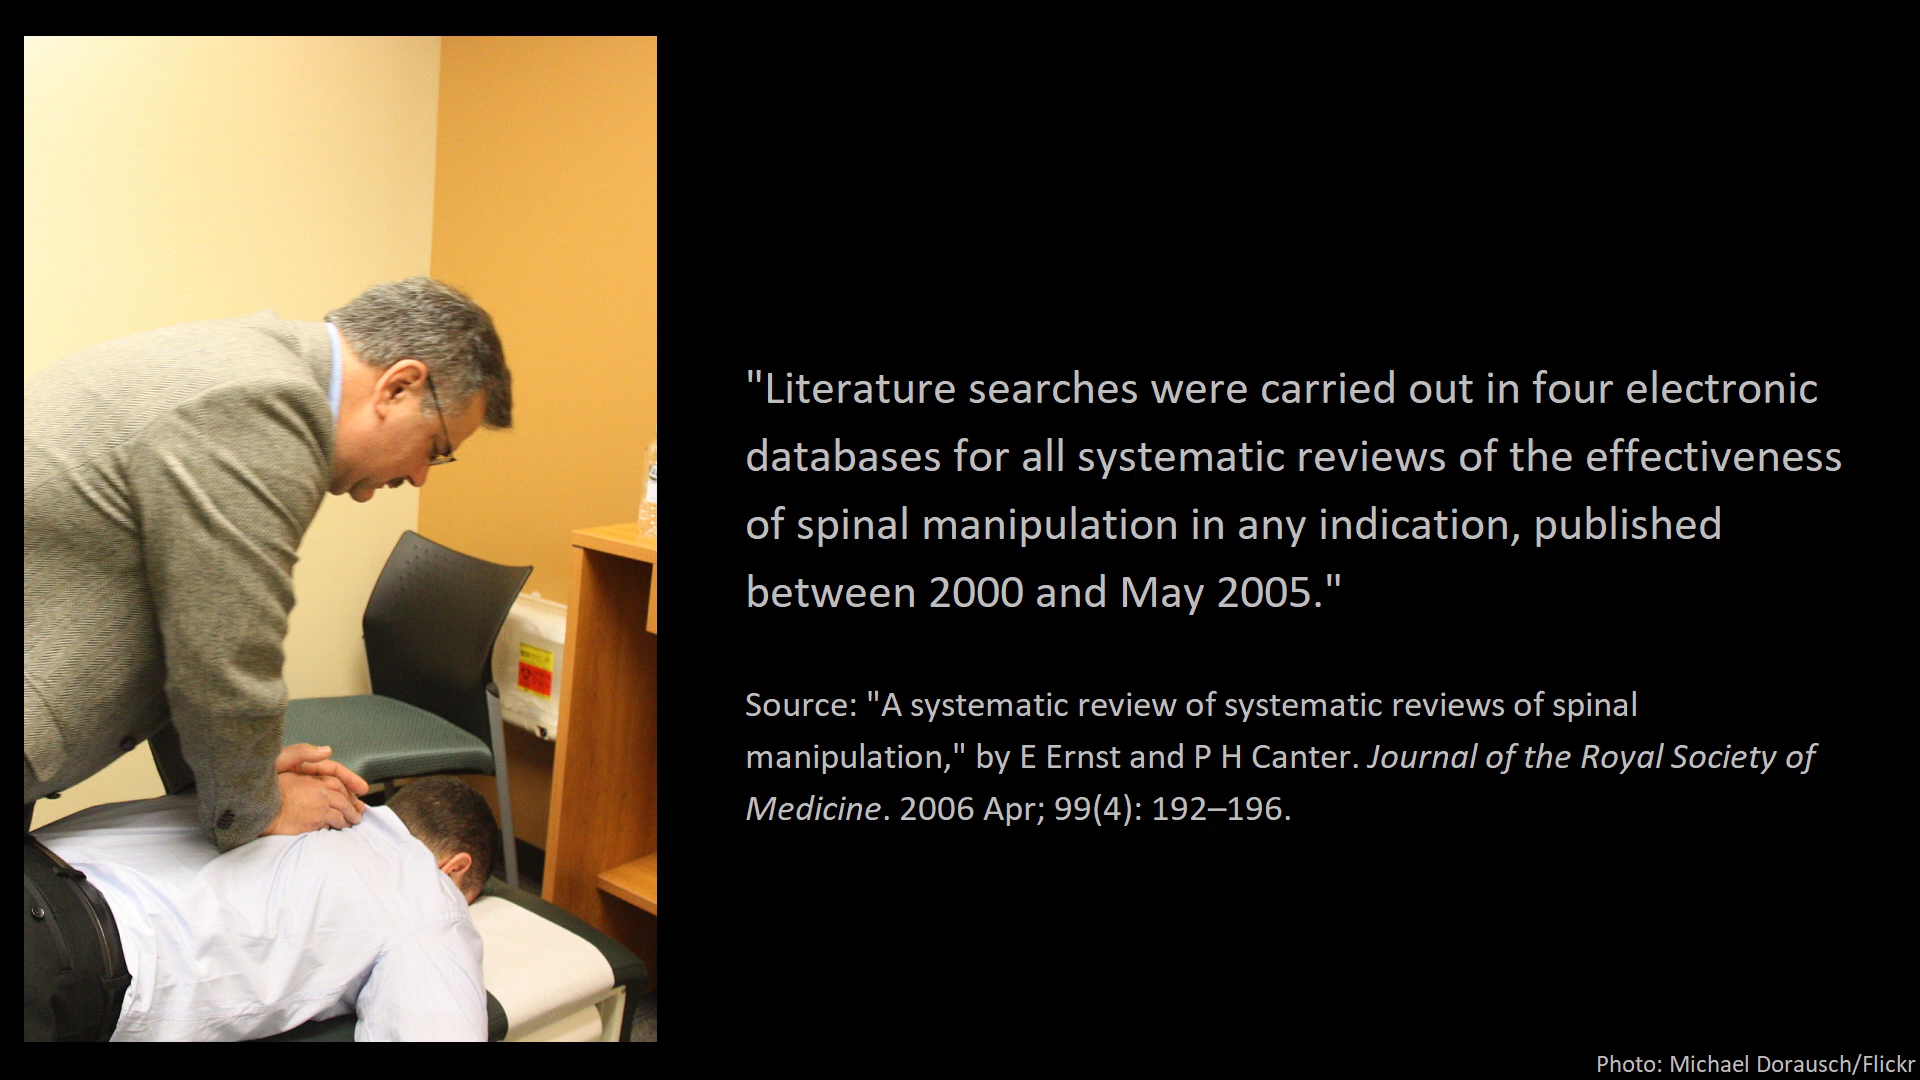 "Literature searches were carried out in four electronic
databases for all systematic reviews of the effectiveness
of spinal manipulation in any indication, published
between 2000 and May 2005."
Source: "A systematic review of systematic reviews of spinal
manipulation," by E Ernst and P H Canter. Journal of the Royal Society of
Medicine. 2006 Apr; 99(4): 192–196.
Photo: Michael Dorausch/Flickr